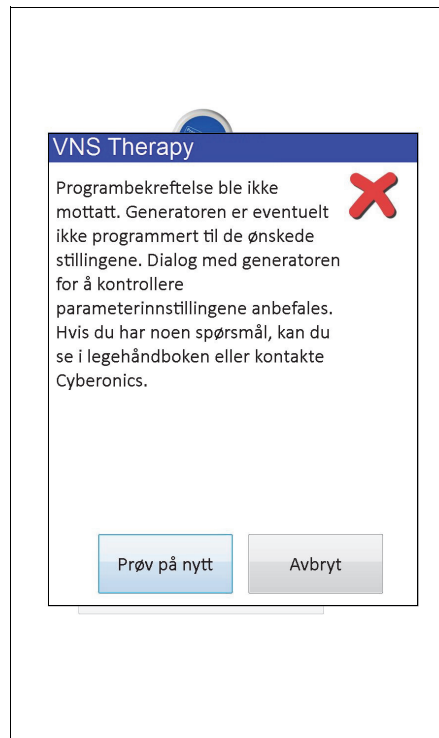 VNS Therapy
Programbekreftelse ble ikke
mottatt. Generatoren er eventuelt
ikke programmert til de ønskede
stillingene. Dialog med generatoren
for å kontrollere
parameterinnstillingene anbefales.
Hvis du har noen spørsmål, kan du
se i legehåndboken eller kontakte
Cyberonics.
Prøv på nytt
Avbryt